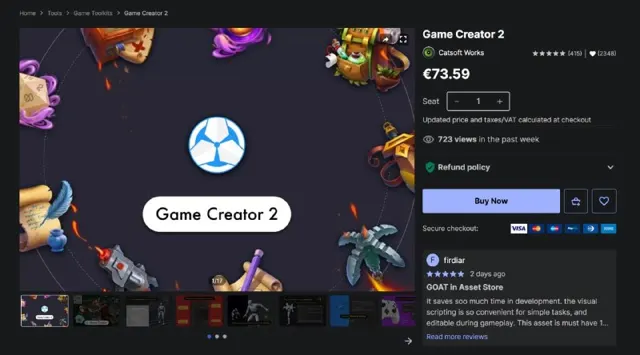 Home > Tools > Game Toolkits > Game Creator 2
Game Creator 2
1/17
Game Creator 2
Catsoft Works
(415) | (2348)
€73.59
Seat - 1 +
Updated price and taxes/VAT calculated at checkout
723 views in the past week
Refund policy
Buy Now
Secure checkout:
VISA
F firdiar
2 days ago
GOAT in Asset Store
it saves soo much time in development. the visual
scripting is so convenient for simple tasks, and
editable during gameplay. This asset is must have 1...
Read more reviews